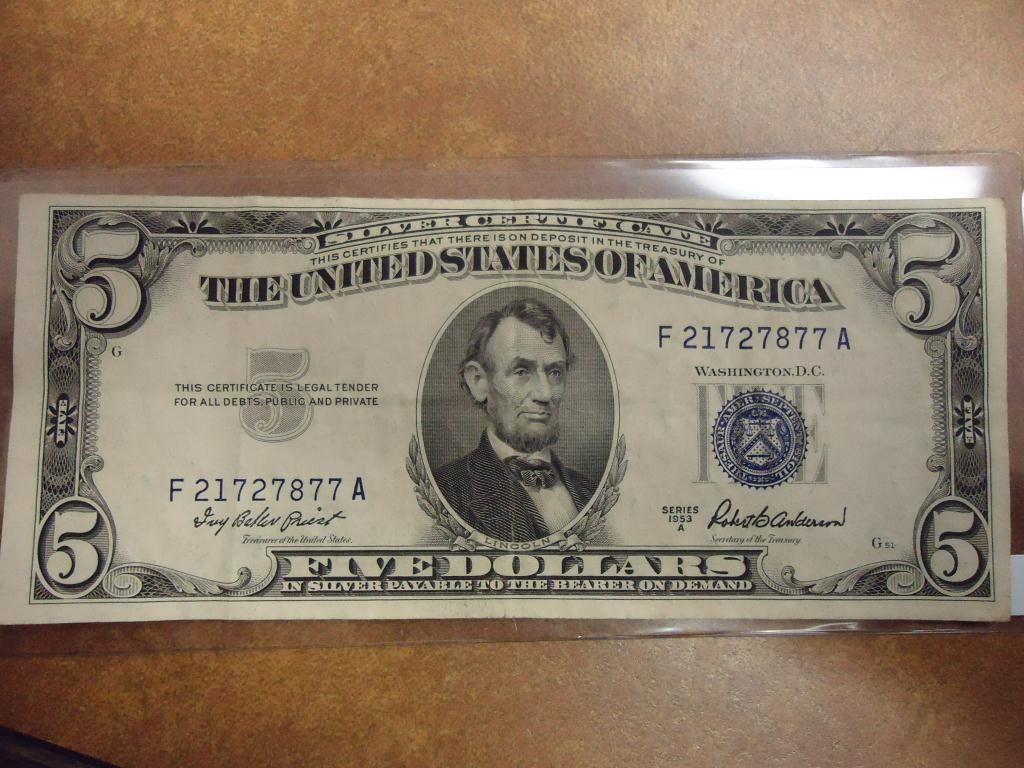 SILVER CERTIFICATE
THIS CERTIFIES THAT THERE IS ON DEPOSIT IN THE TREASURY OF
THE UNITED STATES OF AMERICA
5
5
F 21727877 A
G
WASHINGTON, D.C.
5
THIS CERTIFICATE IS LEGAL TENDER
FOR ALL DEBTS, PUBLIC AND PRIVATE
FIVE
FIVE
FIVE
F 21727877 A
Ivy Baker Priest
Treasurer of the United States.
SERIES
1953
A
Robert B Anderson
Secretary of the Treasury.
G 51
LINCOLN
5
5
FIVE DOLLARS
IN SILVER PAYABLE TO THE BEARER ON DEMAND